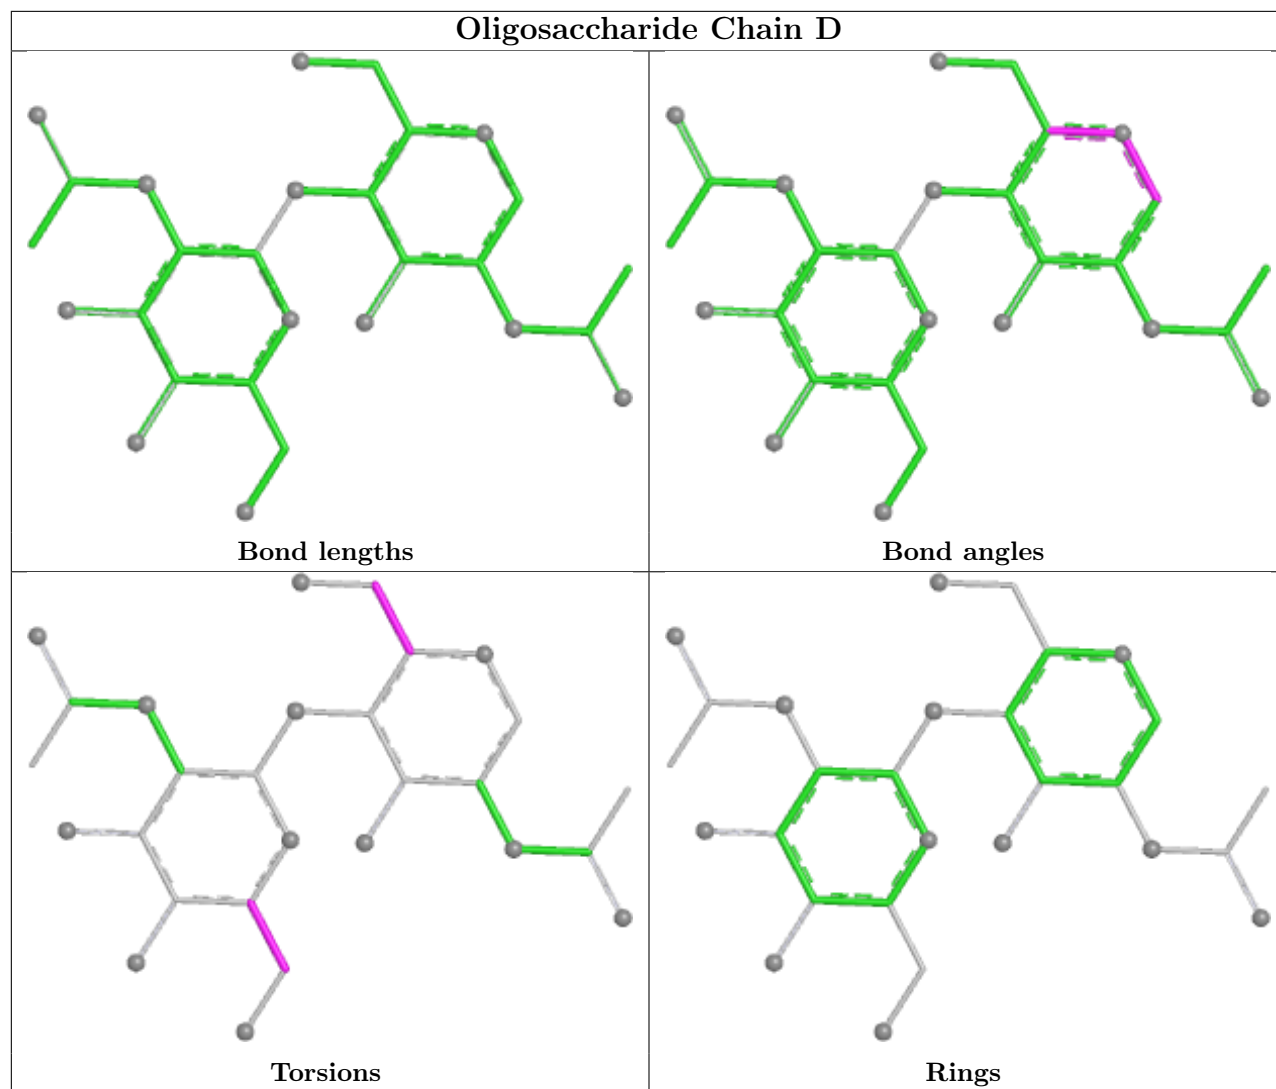 Oligosaccharide Chain D
Bond lengths
Bond angles
Torsions
Rings